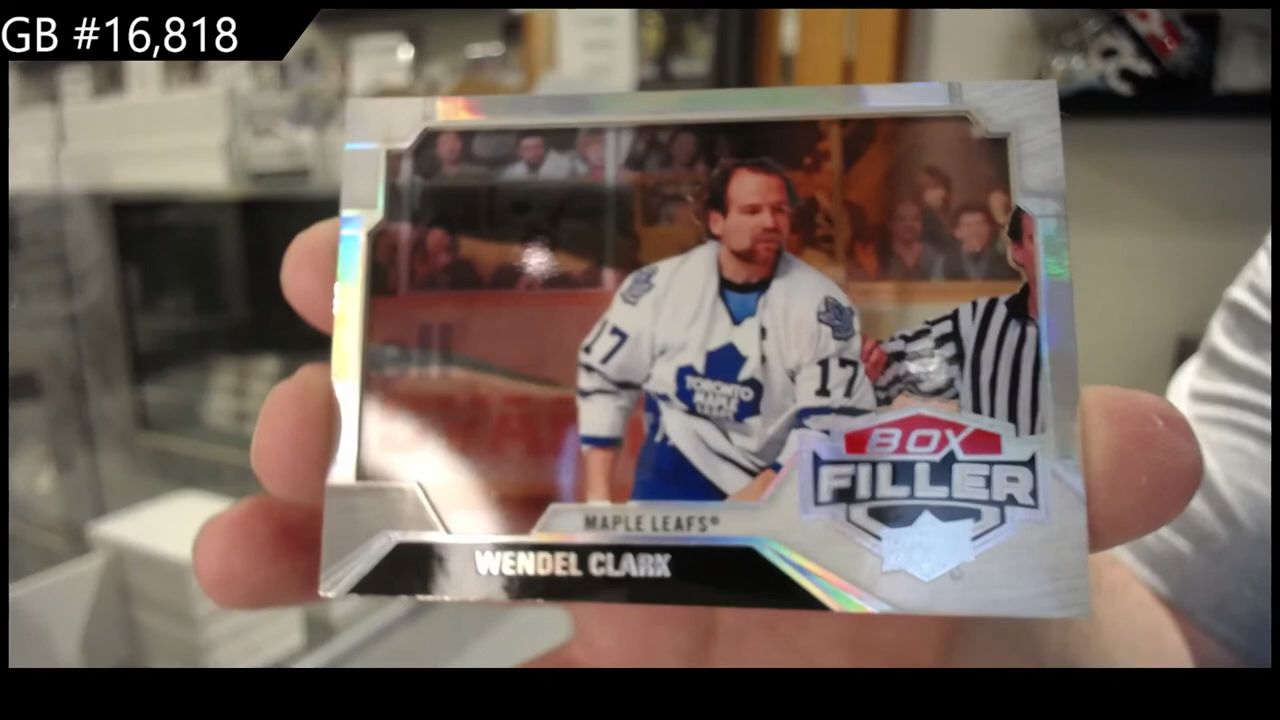 GB #16,818
17
17
TORONTO
MAPLE
LEAFS
BOX
FILLER
MAPLE LEAFS®
WENDEL CLARK